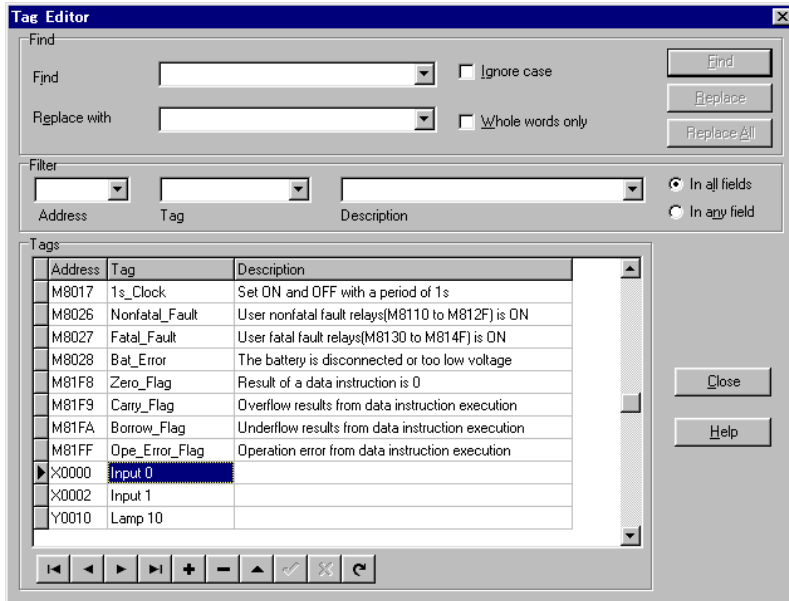 Tag Editor
Find
Find
Ignore case
Find
Replace with
Whole words only
Replace
Replace All
Filter
Address Tag Description
In all fields
In any field
Tags
Address Tag Description
M8017 1s_Clock Set ON and OFF with a period of 1s
M8026 Nonfatal_Fault User nonfatal fault relays(M8110 to M812F) is ON
M8027 Fatal_Fault User fatal fault relays(M8130 to M814F) is ON
M8028 Bat_Error The battery is disconnected or too low voltage
M81F8 Zero_Flag Result of a data instruction is 0
M81F9 Carry_Flag Overflow results from data instruction execution
M81FA Borrow_Flag Underflow results from data instruction execution
M81FF Ope_Error_Flag Operation error from data instruction execution
X0000 Input 0
X0002 Input 1
Y0010 Lamp 10
Close
Help